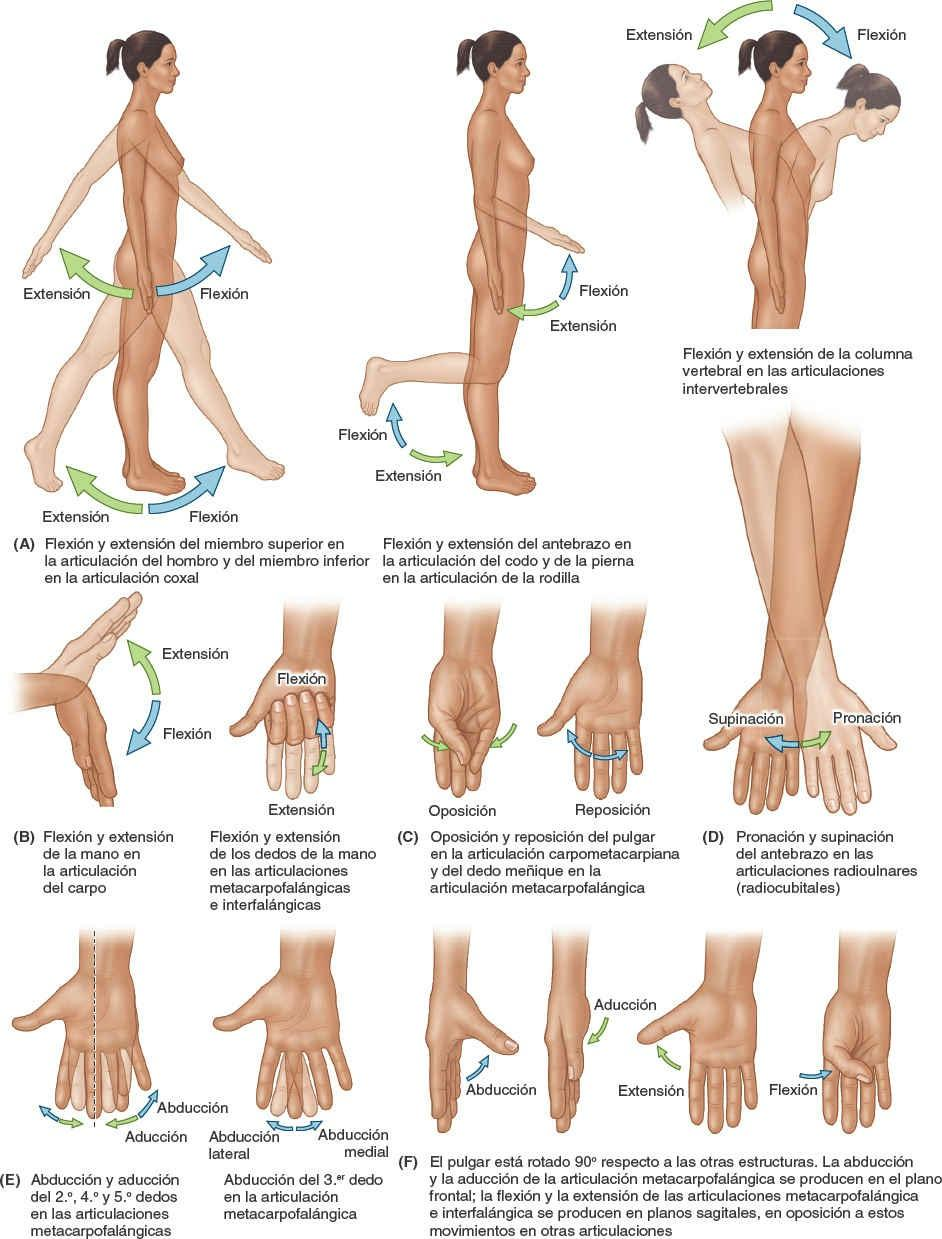 Extensión
Flexión
Extensión
Flexión
Extensión
Flexión
Flexión
Extensión
Flexión
Extensión
Flexión y extensión de la columna
vertebral en las articulaciones
intervertebrales
(A) Flexión y extensión del miembro superior en
la articulación del hombro y del miembro inferior
en la articulación coxal
Flexión y extensión del antebrazo en
la articulación del codo y de la pierna
en la articulación de la rodilla
Extensión
Flexión
Flexión
Extensión
Oposición
Reposición
Supinación
Pronación
(B) Flexión y extensión
de la mano en
la articulación
del carpo
Flexión y extensión
de los dedos de la mano
en las articulaciones
metacarpofalángicas
e interfalángicas
(C) Oposición y reposición del pulgar
en la articulación carpometacarpiana
y del dedo meñique en la
articulación metacarpofalángica
(D) Pronación y supinación
del antebrazo en las
articulaciones radioulnares
(radiocubitales)
Abducción
Aducción
Abducción
lateral
Abducción
medial
Abducción
Aducción
Extensión
Flexión
(E) Abducción y aducción
del 2.º, 4.º y 5.º dedos
en las articulaciones
metacarpofalángicas
Abducción del 3.er dedo
en la articulación
metacarpofalángica
(F) El pulgar está rotado 90º respecto a las otras estructuras. La abducción
y la aducción de la articulación metacarpofalángica se producen en el plano
frontal; la flexión y la extensión de las articulaciones metacarpofalángica
e interfalángica se producen en planos sagitales, en oposición a estos
movimientos en otras articulaciones